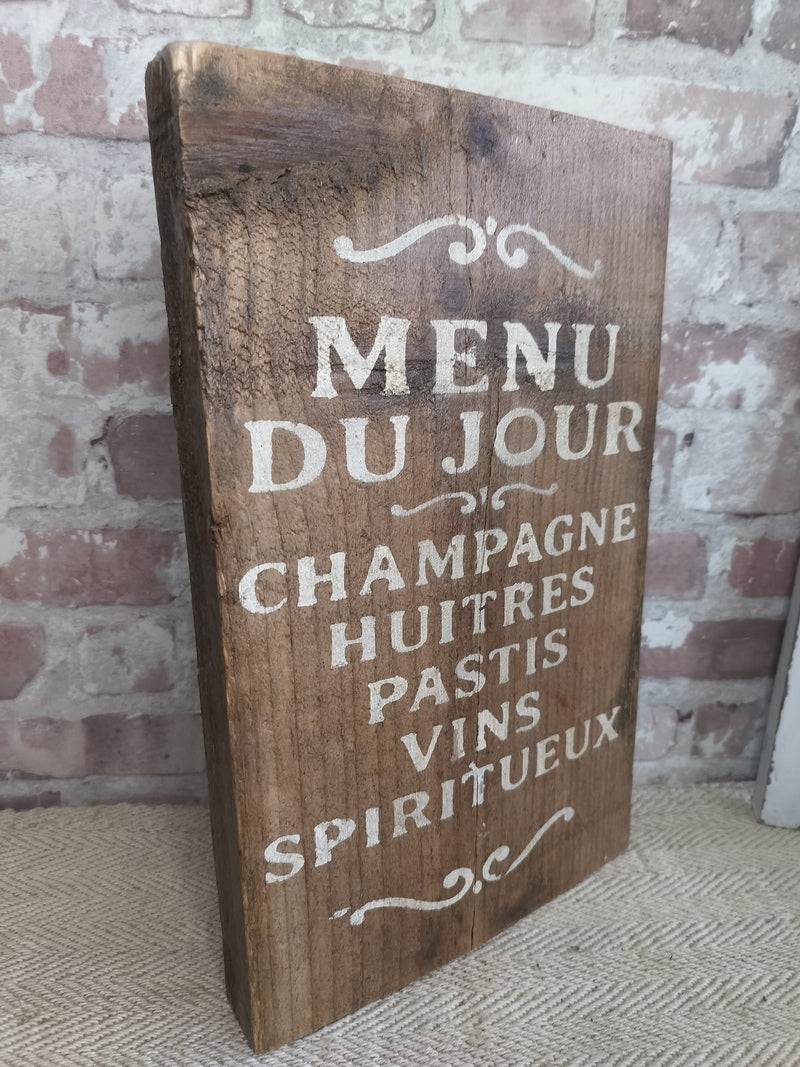 MENU
DU JOUR
CHAMPAGNE
HUITRES
PASTIS
VINS
SPIRITUEUX